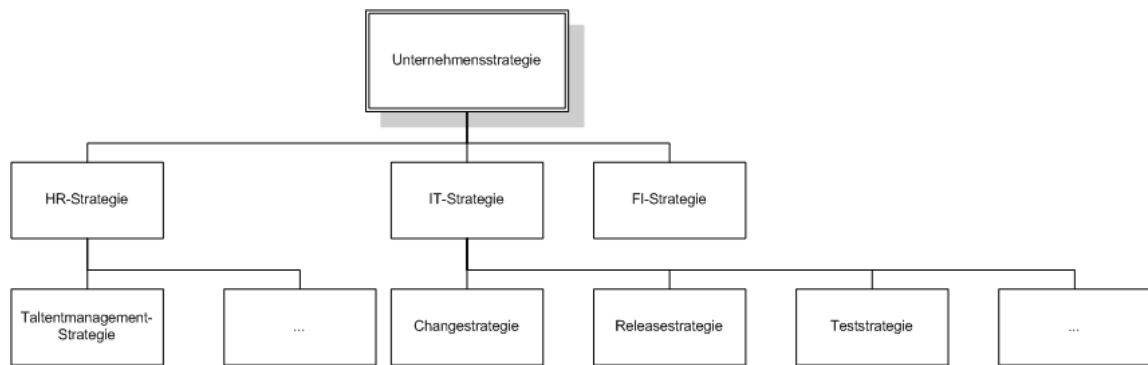 Unternehmensstrategie
HR-Strategie
IT-Strategie
FI-Strategie
Taltentmanagement-
Strategie
...
Changestrategie
Releasestrategie
Teststrategie
...